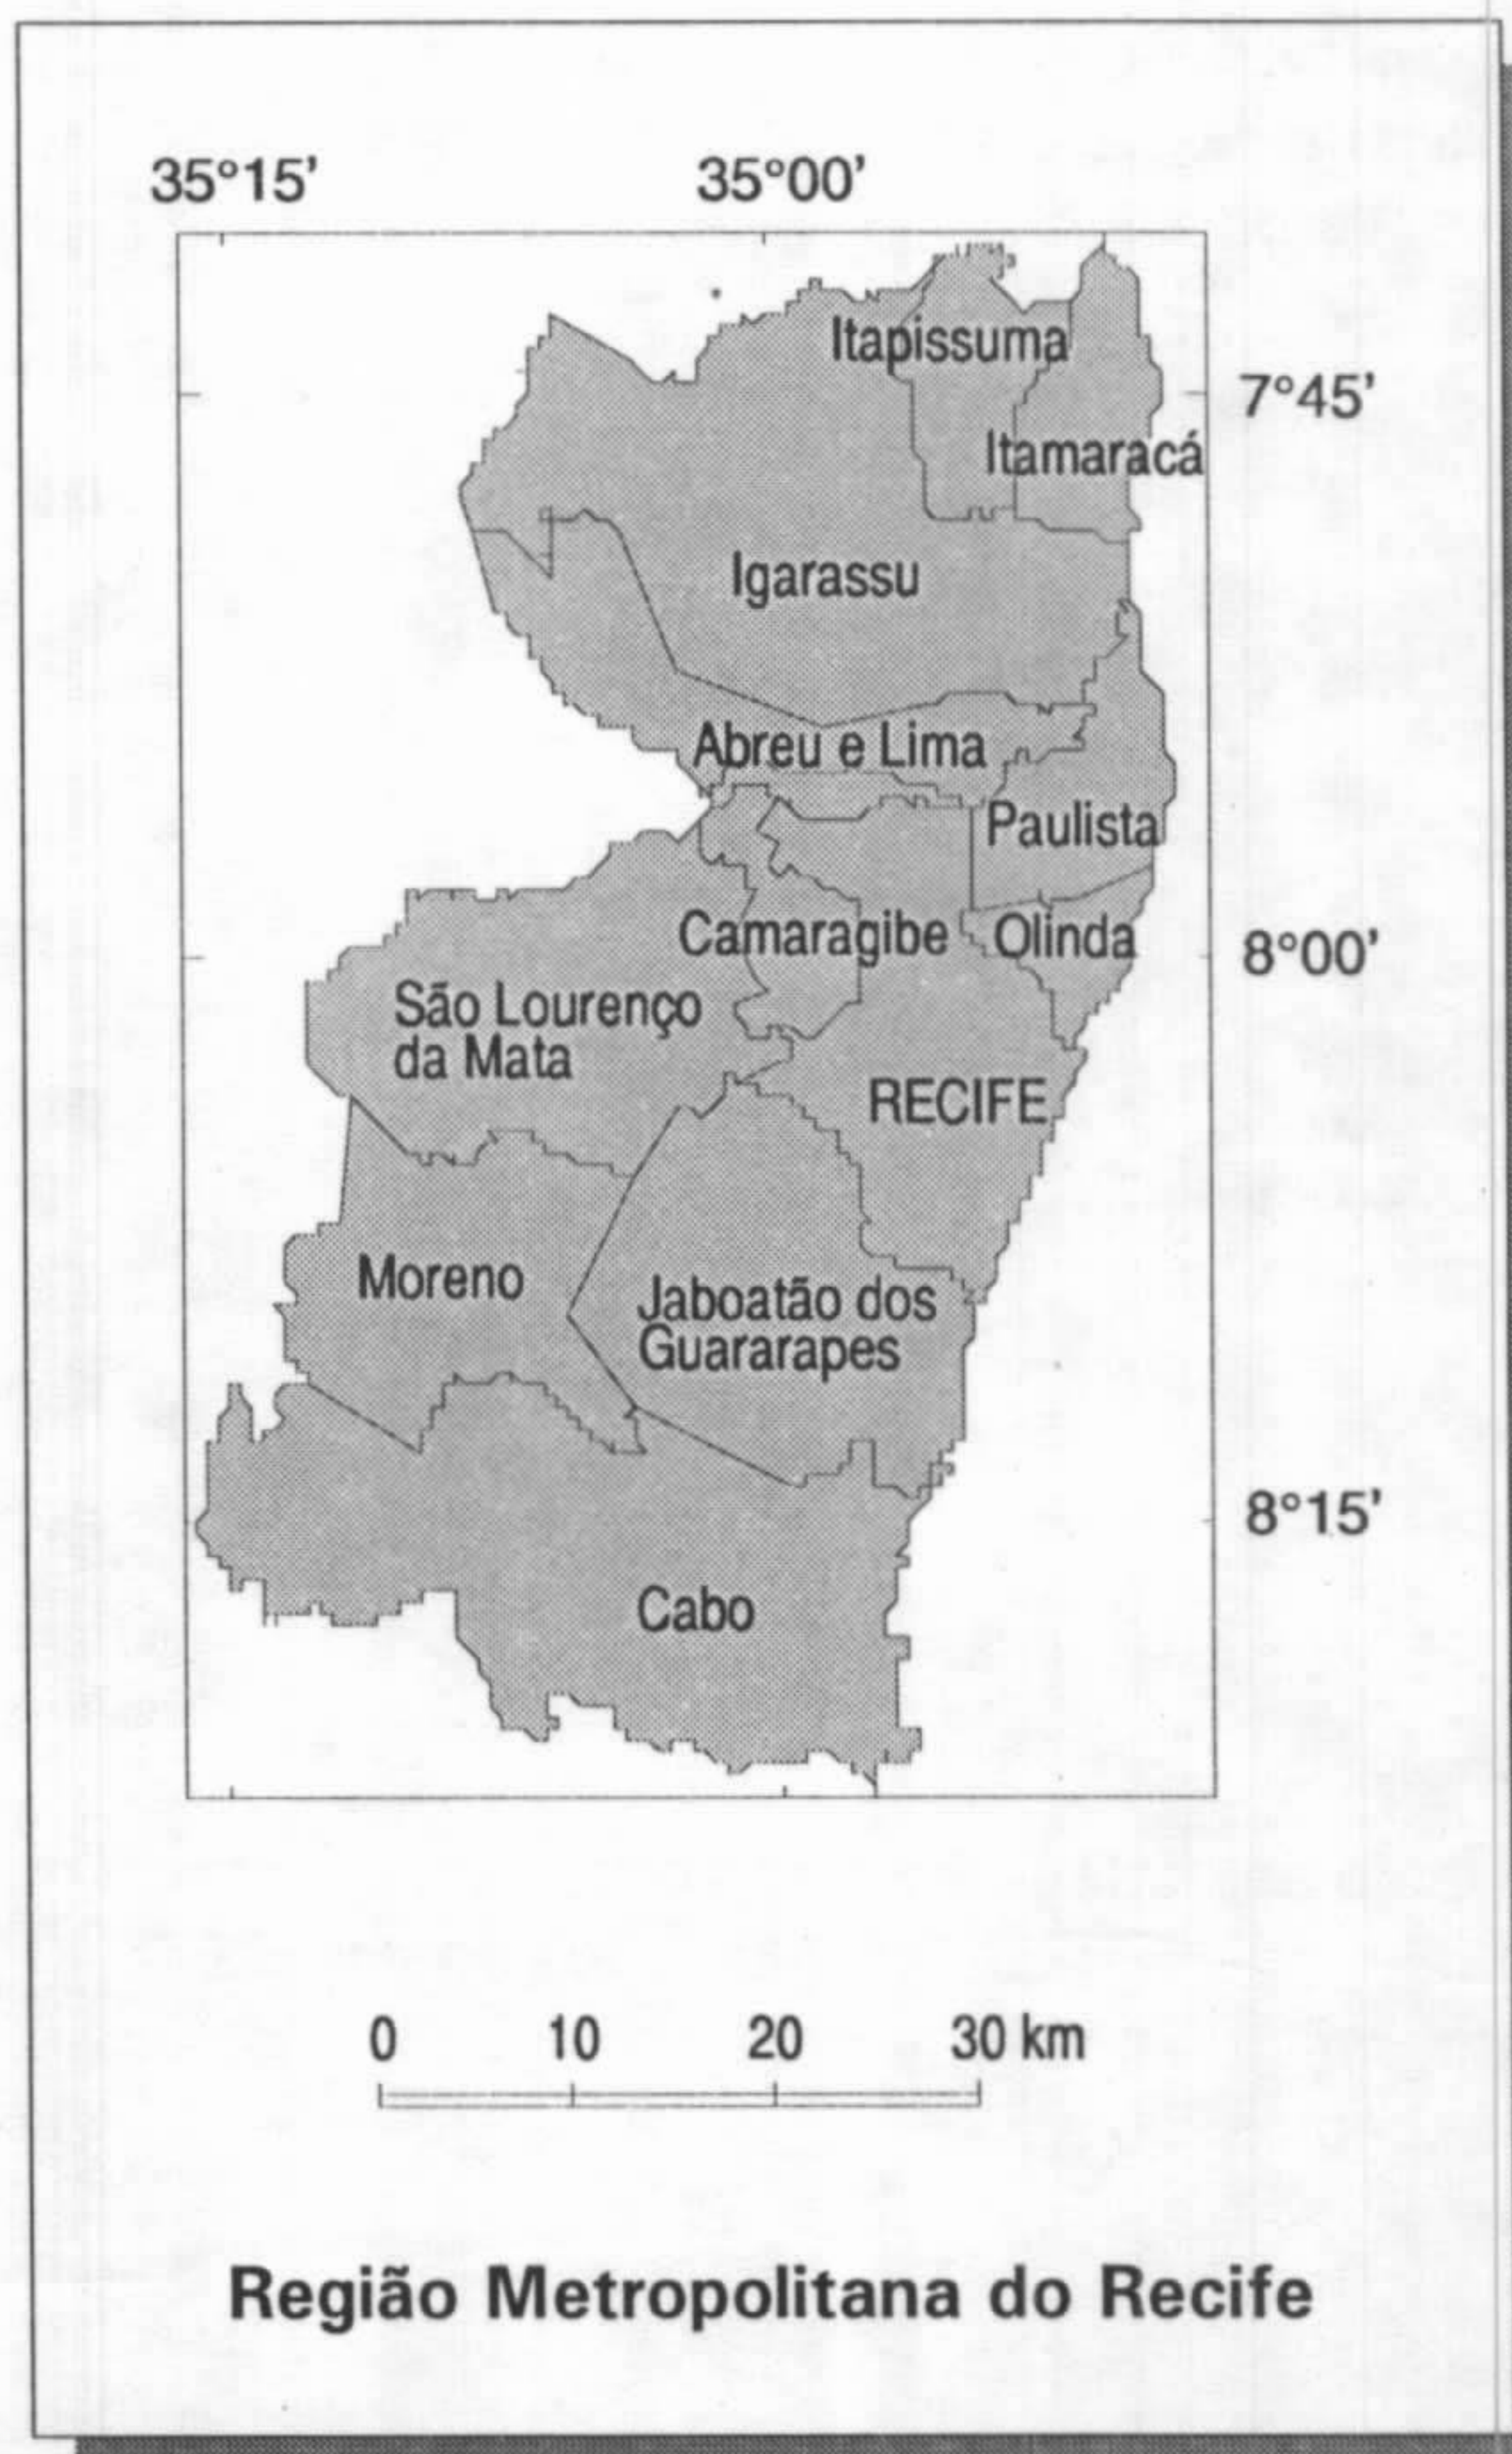 35°15’ 35°00’
Itapissuma
7°45’
Itamaracá
Igarassu
Abreu e Lima
Paulista
Camaragibe
Olinda
8°00’
São Lourenço
da Mata
RECIFE
Moreno
Jaboatão dos
Guararapes
8°15’
Cabo
0 10 20 30 km
Região Metropolitana do Recife